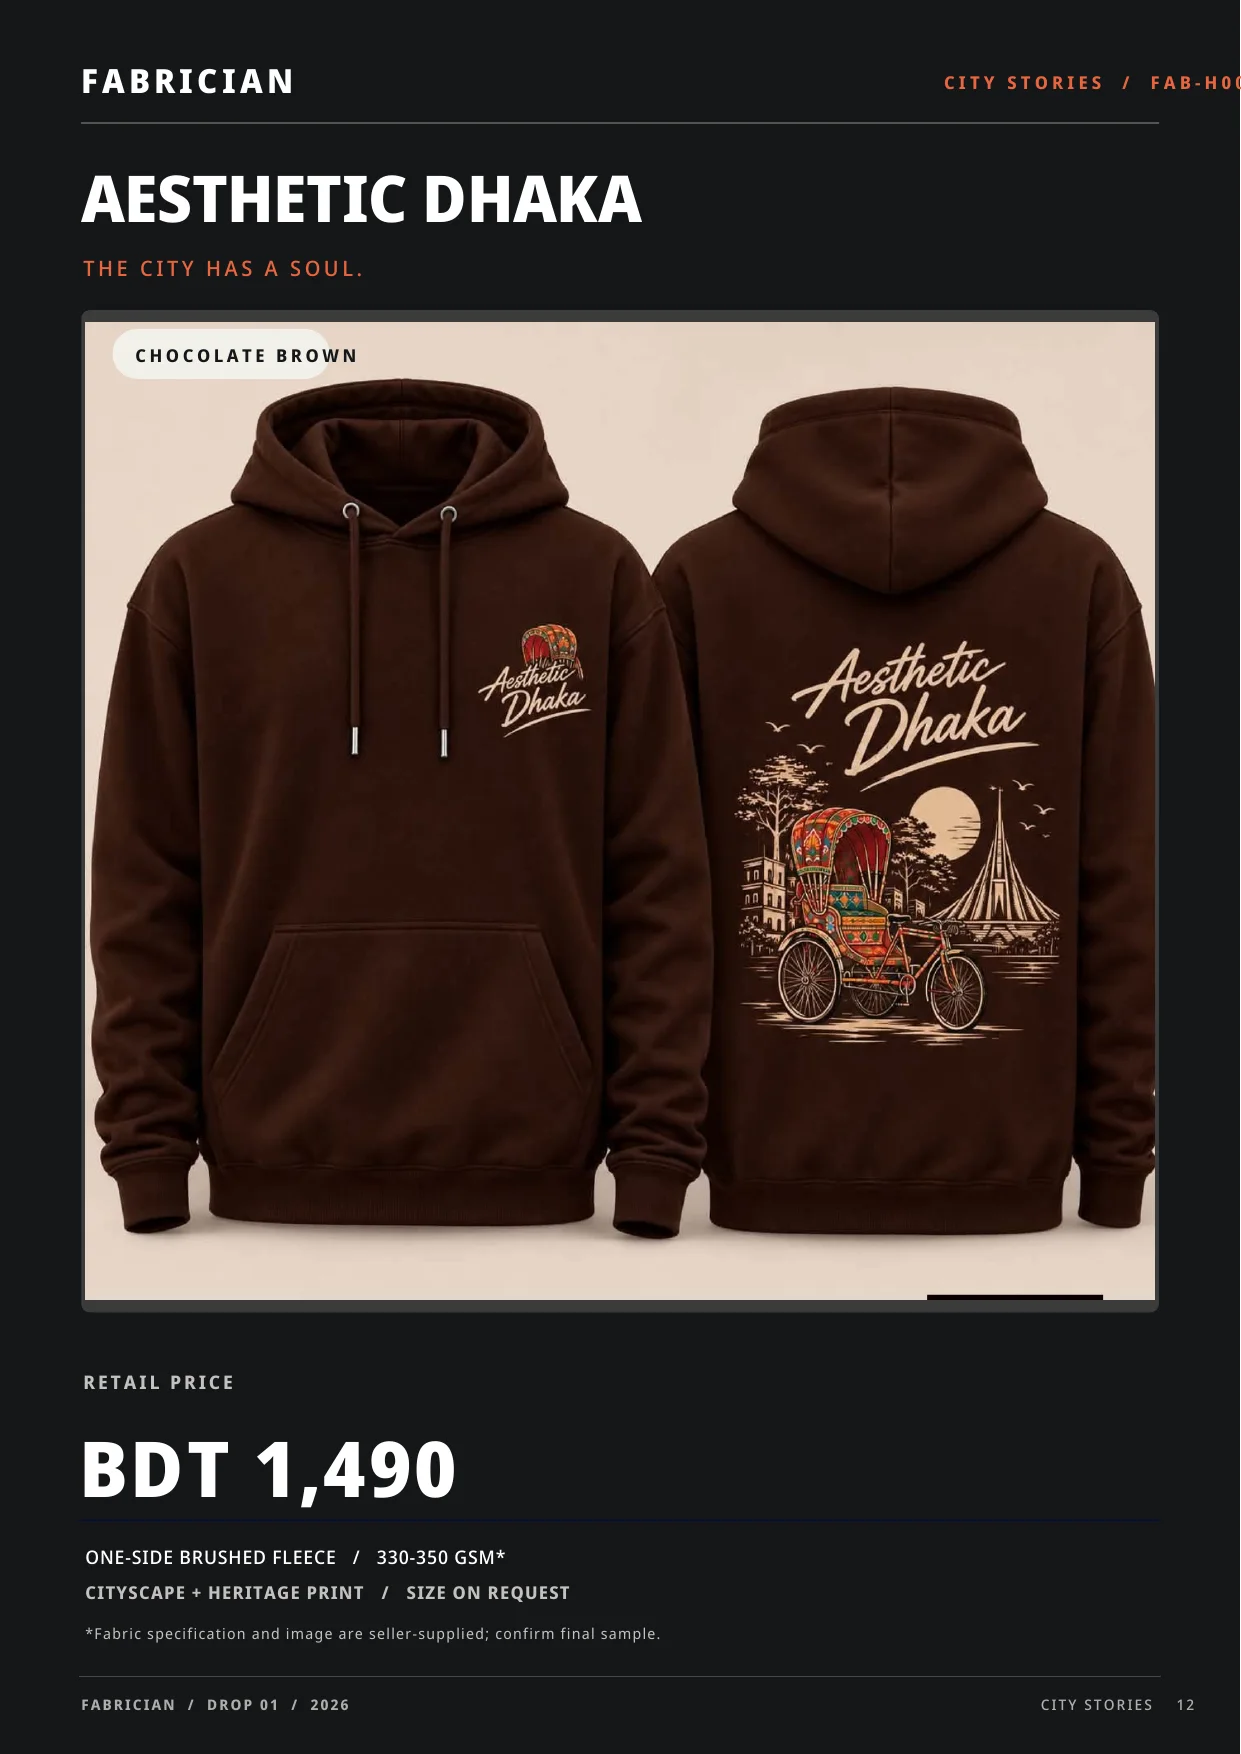 FABRICIAN
CITY STORIES / FAB-H00
AESTHETIC DHAKA
THE CITY HAS A SOUL.
CHOCOLATE BROWN
Aesthetic
Dhaka
Aesthetic
Dhaka
RETAIL PRICE
BDT 1,490
ONE-SIDE BRUSHED FLEECE / 330-350 GSM*
CITYSCAPE + HERITAGE PRINT / SIZE ON REQUEST
*Fabric specification and image are seller-supplied; confirm final sample.
FABRICIAN / DROP 01 / 2026
CITY STORIES 12